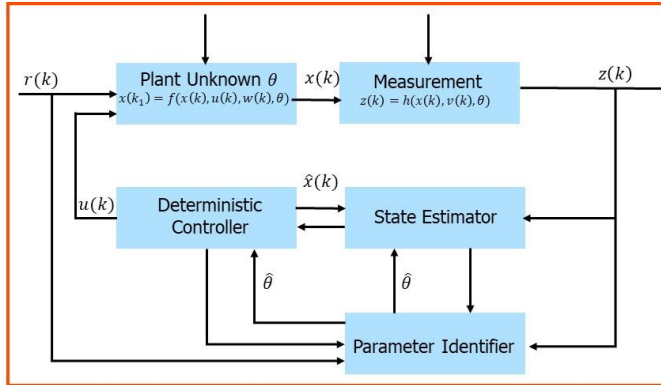 r(k)
Plant Unknown θ
x(k₁) = f(x(k), u(k), w(k), θ)
x(k)
Measurement
z(k) = h(x(k), v(k), θ)
z(k)
u(k)
Deterministic
Controller
x̂(k)
State Estimator
θ̂
θ̂
Parameter Identifier